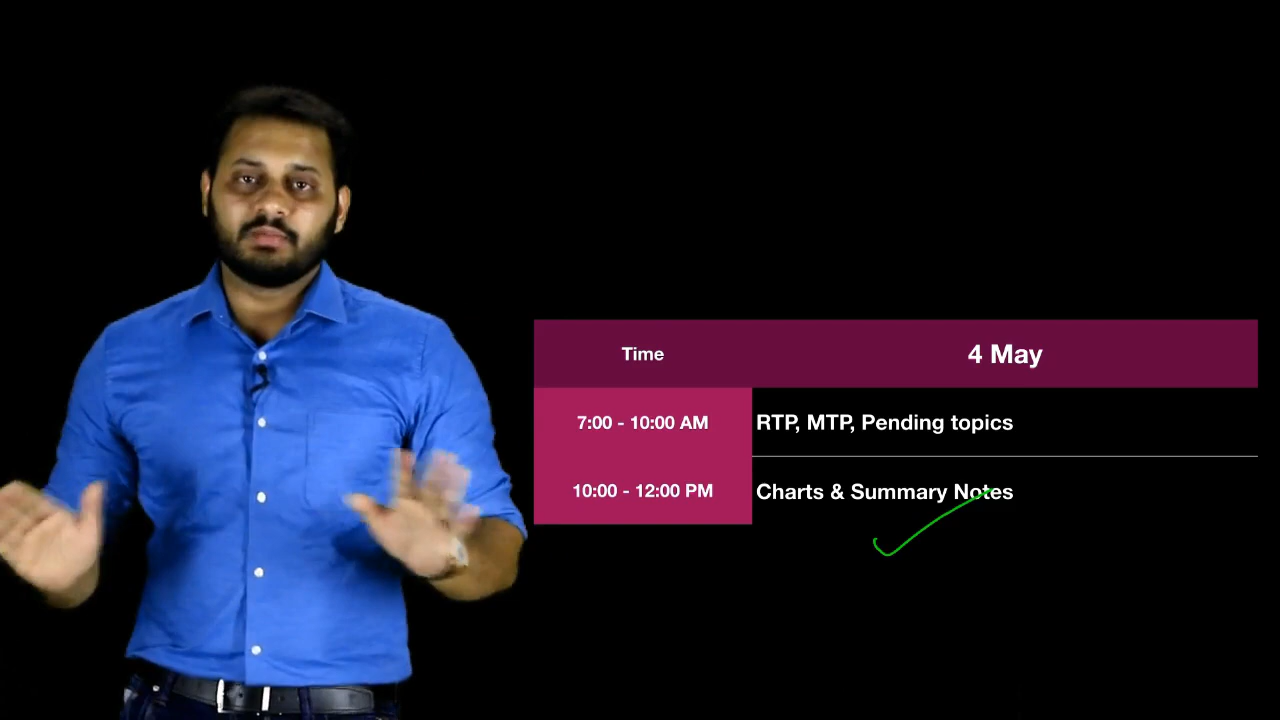 Time 4 May
7:00 - 10:00 AM RTP, MTP, Pending topics
10:00 - 12:00 PM Charts & Summary Notes